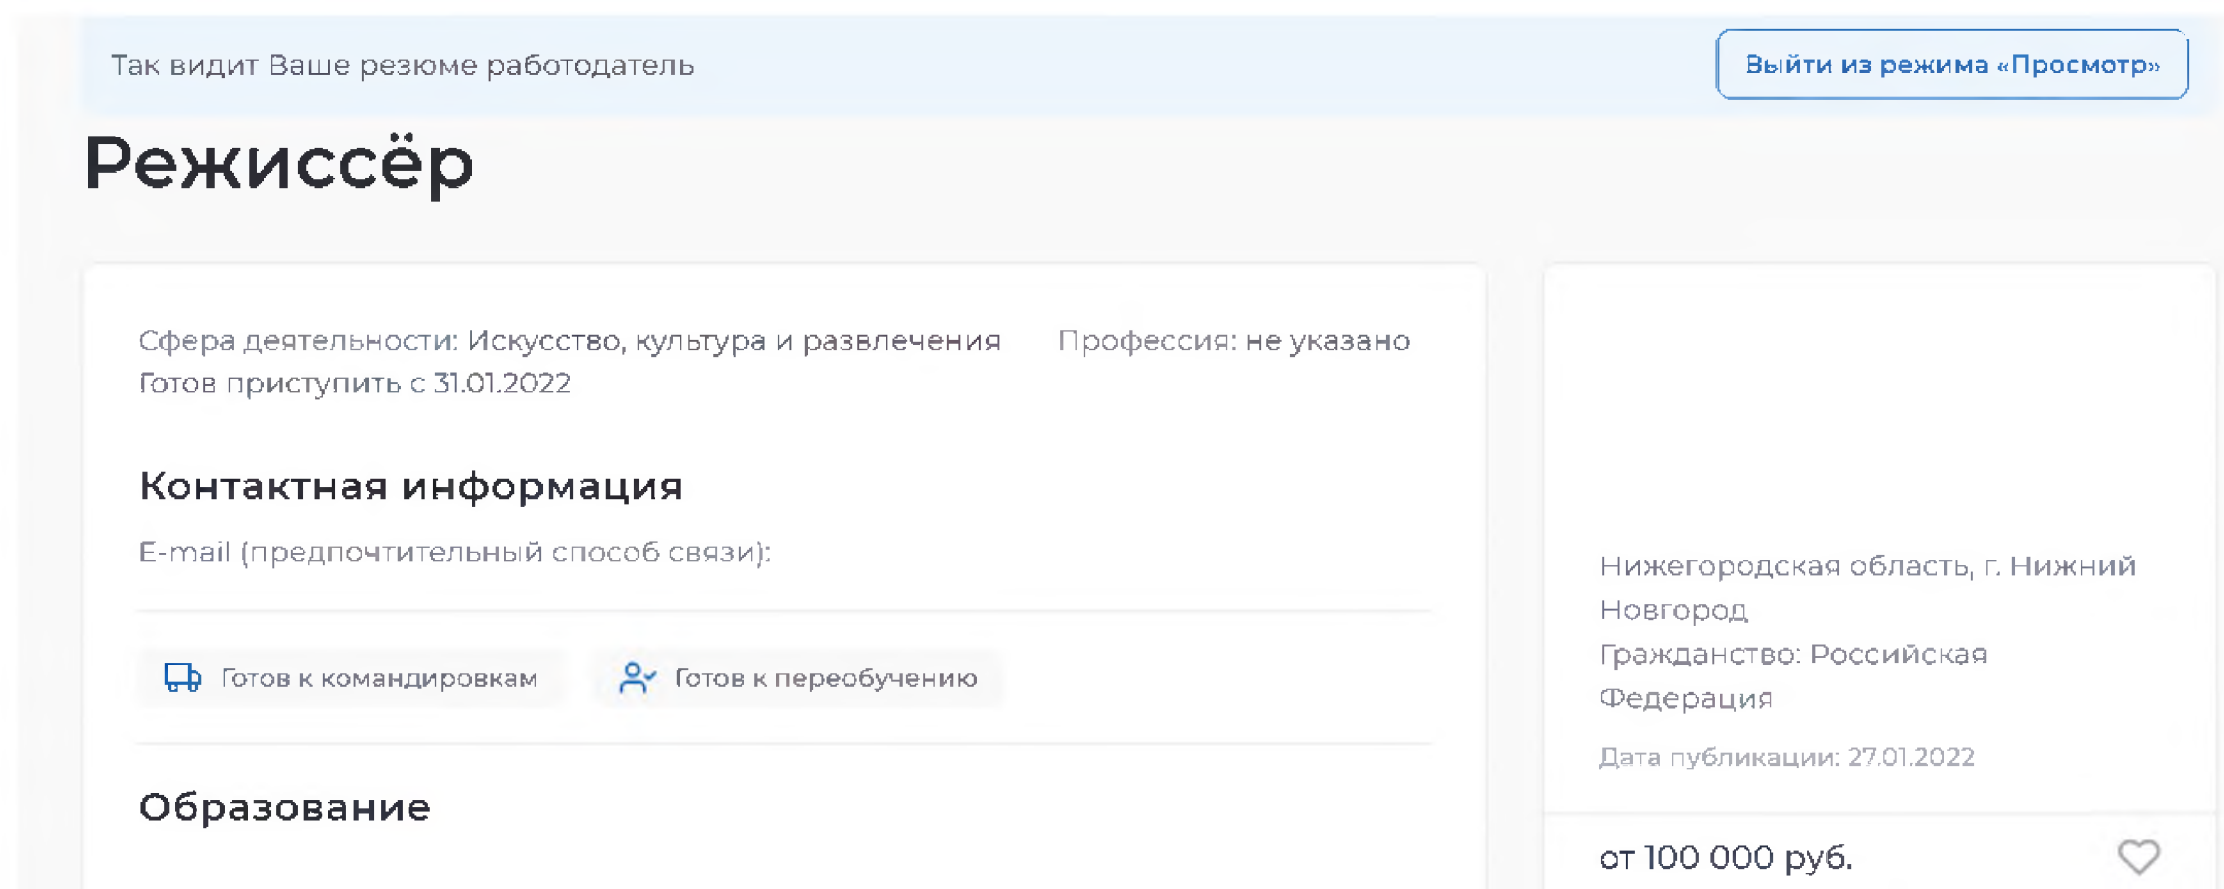 Так видит Ваше резюме работодатель
Выйти из режима «Просмотр»
Режиссёр
Сфера деятельности: Искусство, культура и развлечения
Профессия: не указано
Готов приступить с 31.01.2022
Контактная информация
E-mail (предпочтительный способ связи):
Готов к командировкам
Готов к переобучению
Образование
Нижегородская область, г. Нижний
Новгород
Гражданство: Российская
Федерация
Дата публикации: 27.01.2022
от 100 000 руб.